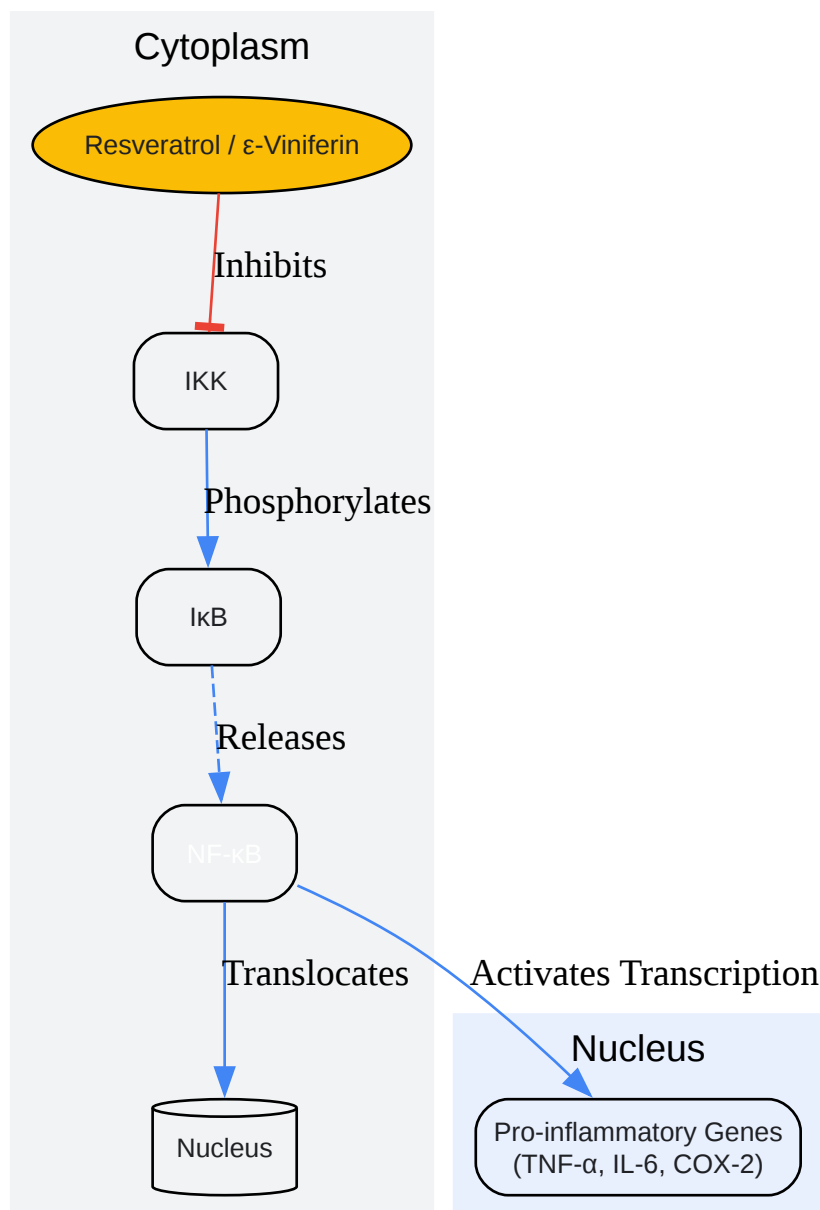 Cytoplasm
Resveratrol / ε-Viniferin
Inhibits
IKK
Phosphorylates
IκB
Releases
NF-κB
Translocates
Activates Transcription
Nucleus
Nucleus
Pro-inflammatory Genes
(TNF-α, IL-6, COX-2)